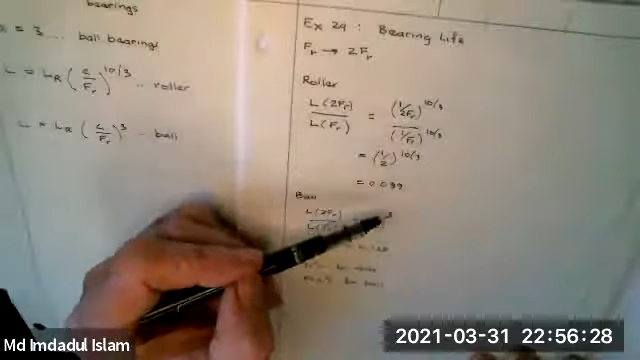 bearings
= 3 ... ball bearings
L = L_R (C/F_r)^10/3 .. roller
L = L_R (C/F_r)^3 .. ball
Ex 29 : Bearing Life
F_r → 2F_r
Roller
L(2F_r) / L(F_r) = (1/2F_r)^10/3 / (1/F_r)^10/3
= (1/2)^10/3
= 0.099
Ball
L(2F_r)
Md Imdadul Islam
2021-03-31 22:56:28